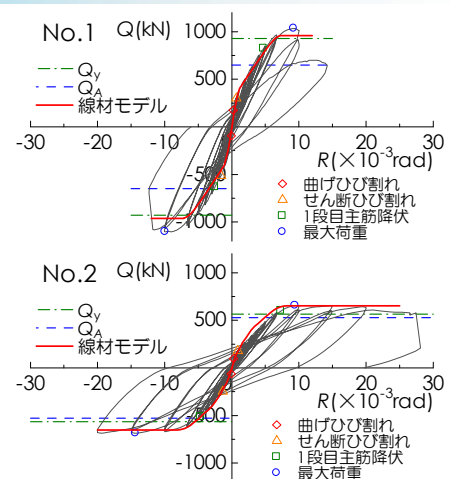 No.1 Q(kN)
1000
500
Qy
QA
線材モデル
-30 -20 -10 0 10 20 30
R(×10-3rad)
-500
-1000
曲げひび割れ
せん断ひび割れ
1段目主筋降伏
最大荷重
No.2 Q(kN)
1000
500
Qy
QA
線材モデル
-30 -20 -10 0 10 20 30
R(×10-3rad)
-500
-1000
曲げひび割れ
せん断ひび割れ
1段目主筋降伏
最大荷重